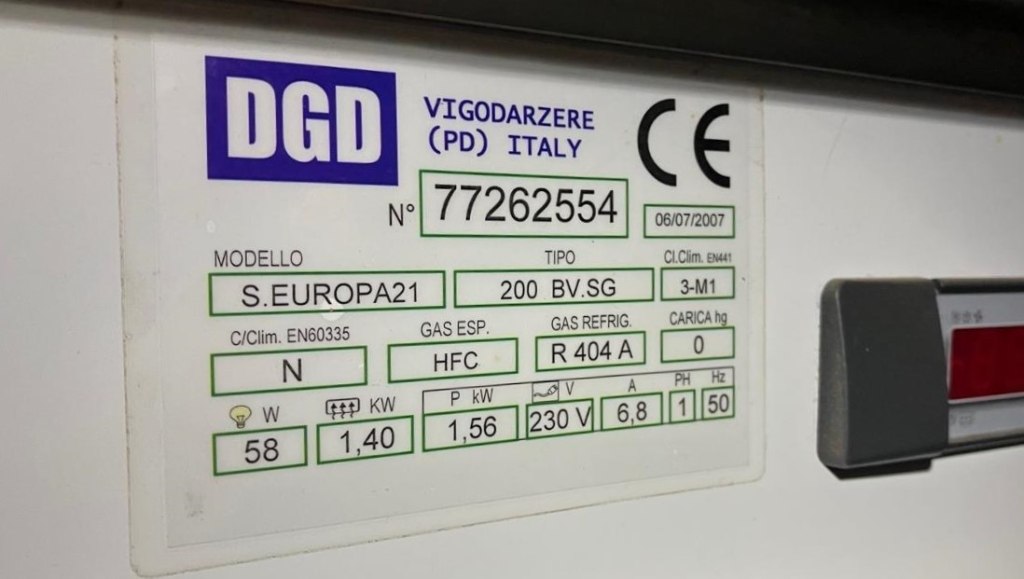 DGD
VIGODARZERE
(PD) ITALY
CE
N° 77262554
06/07/2007
MODELLO TIPO Cl.Clim. EN441
S.EUROPA21 200 BV.SG 3-M1
C/Clim. EN60335 GAS ESP. GAS REFRIG. CARICA hg
N HFC R 404 A 0
W KW P kW V A PH Hz
58 1,40 1,56 230 V 6,8 1 50